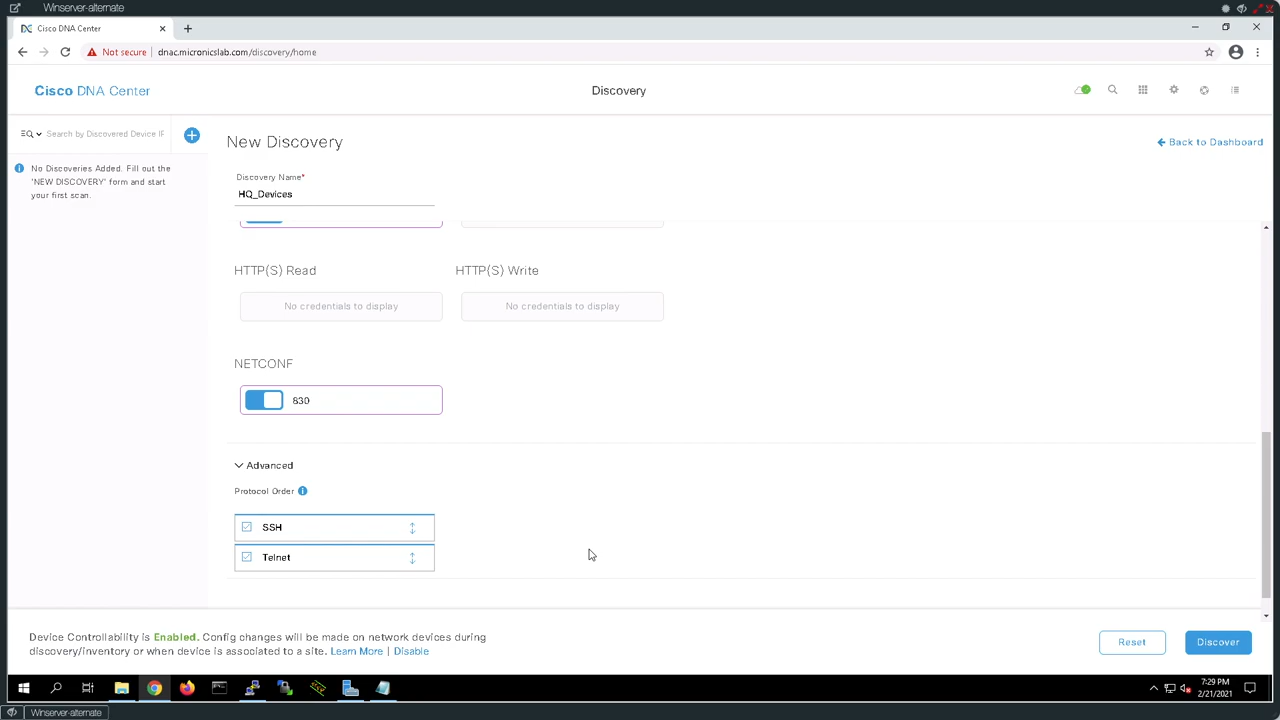 Winserver-alternate
Cisco DNA Center
Not secure | dnac.micronicslab.com/discovery/home
Cisco DNA Center
Discovery
Search by Discovered Device IP
New Discovery
Back to Dashboard
No Discoveries Added. Fill out the
'NEW DISCOVERY' form and start
your first scan.
Discovery Name*
HQ_Devices
HTTP(S) Read
HTTP(S) Write
No credentials to display
No credentials to display
NETCONF
830
Advanced
Protocol Order
SSH
Telnet
Device Controllability is Enabled. Config changes will be made on network devices during
discovery/inventory or when device is associated to a site. Learn More | Disable
Reset
Discover
7:29 PM
2/21/2021
Winserver-alternate